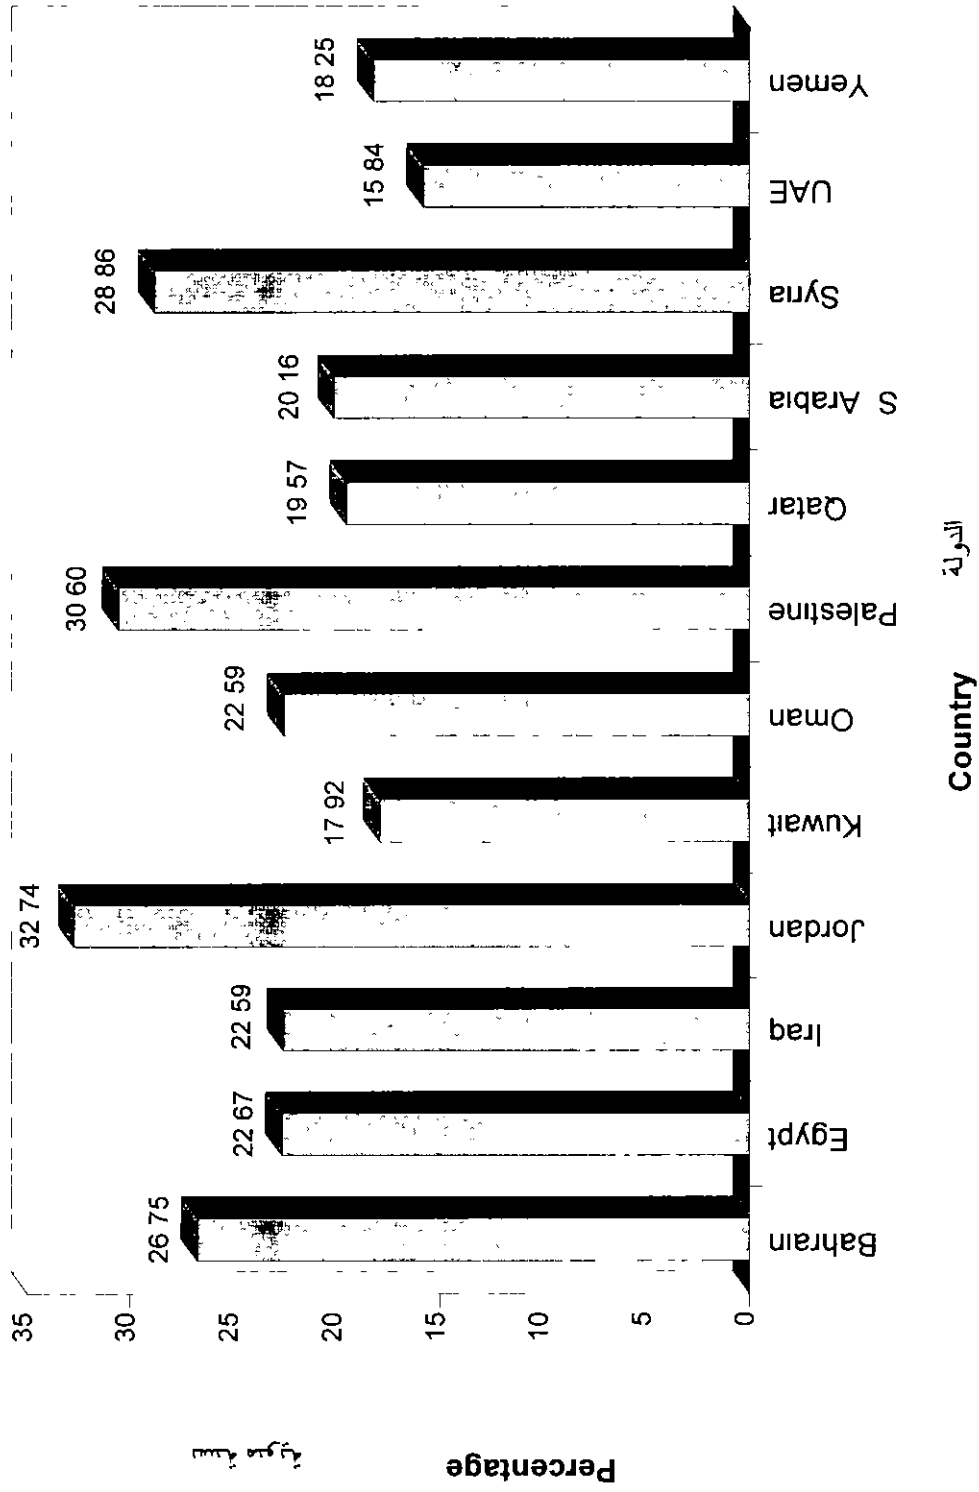 Percentage
نسبة مئوية
35
30
25
20
15
10
5
0
26 75
22 67
22 59
32 74
17 92
22 59
30 60
19 57
20 16
28 86
15 84
18 25
Bahrain
Egypt
Iraq
Jordan
Kuwait
Oman
Palestine
Qatar
S Arabia
Syria
UAE
Yemen
Country
الدولة